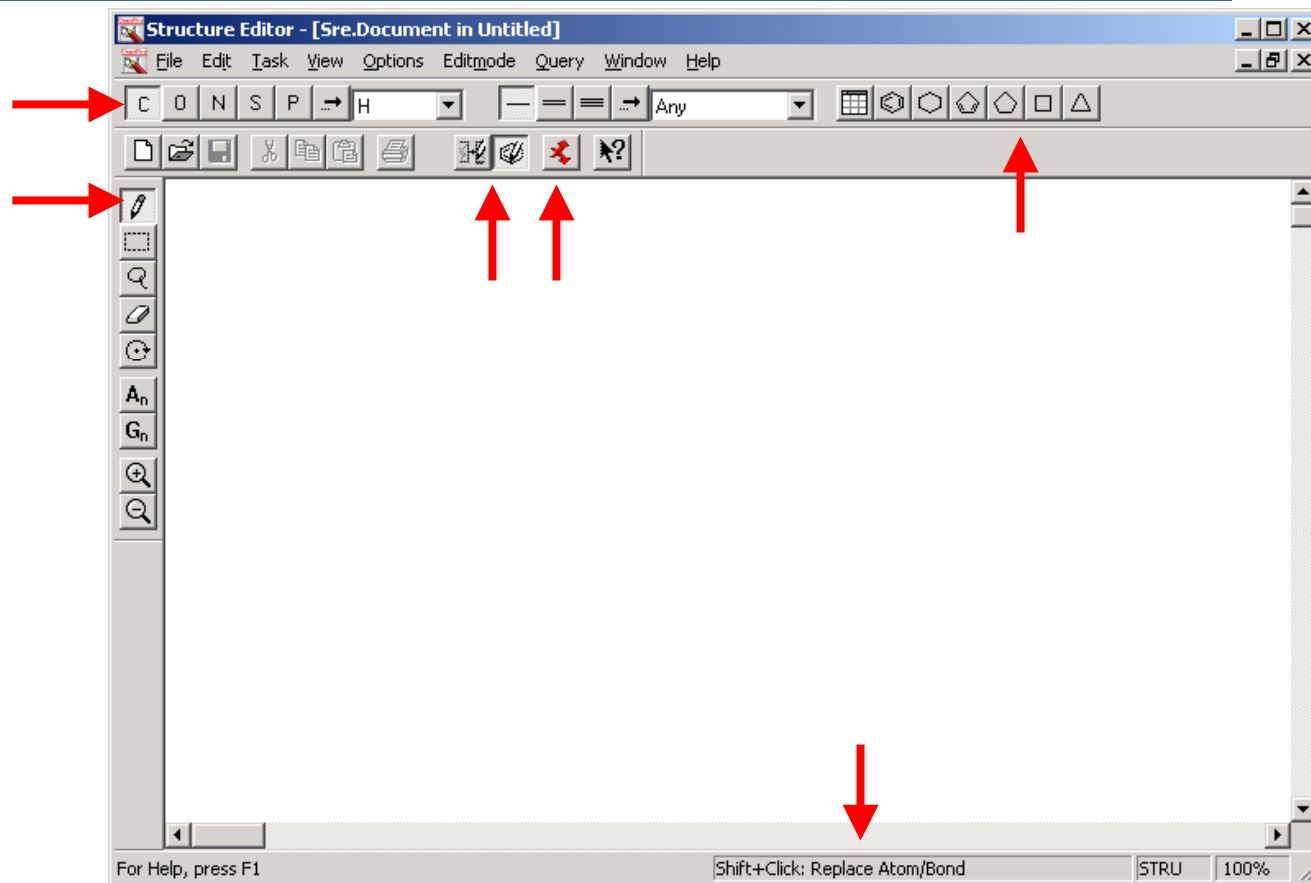 Structure Editor - [Sre.Document in Untitled]
File Edit Task View Options Editmode Query Window Help
C O N S P H Any
An
Gn
For Help, press F1 Shift+Click: Replace Atom/Bond STRU 100%